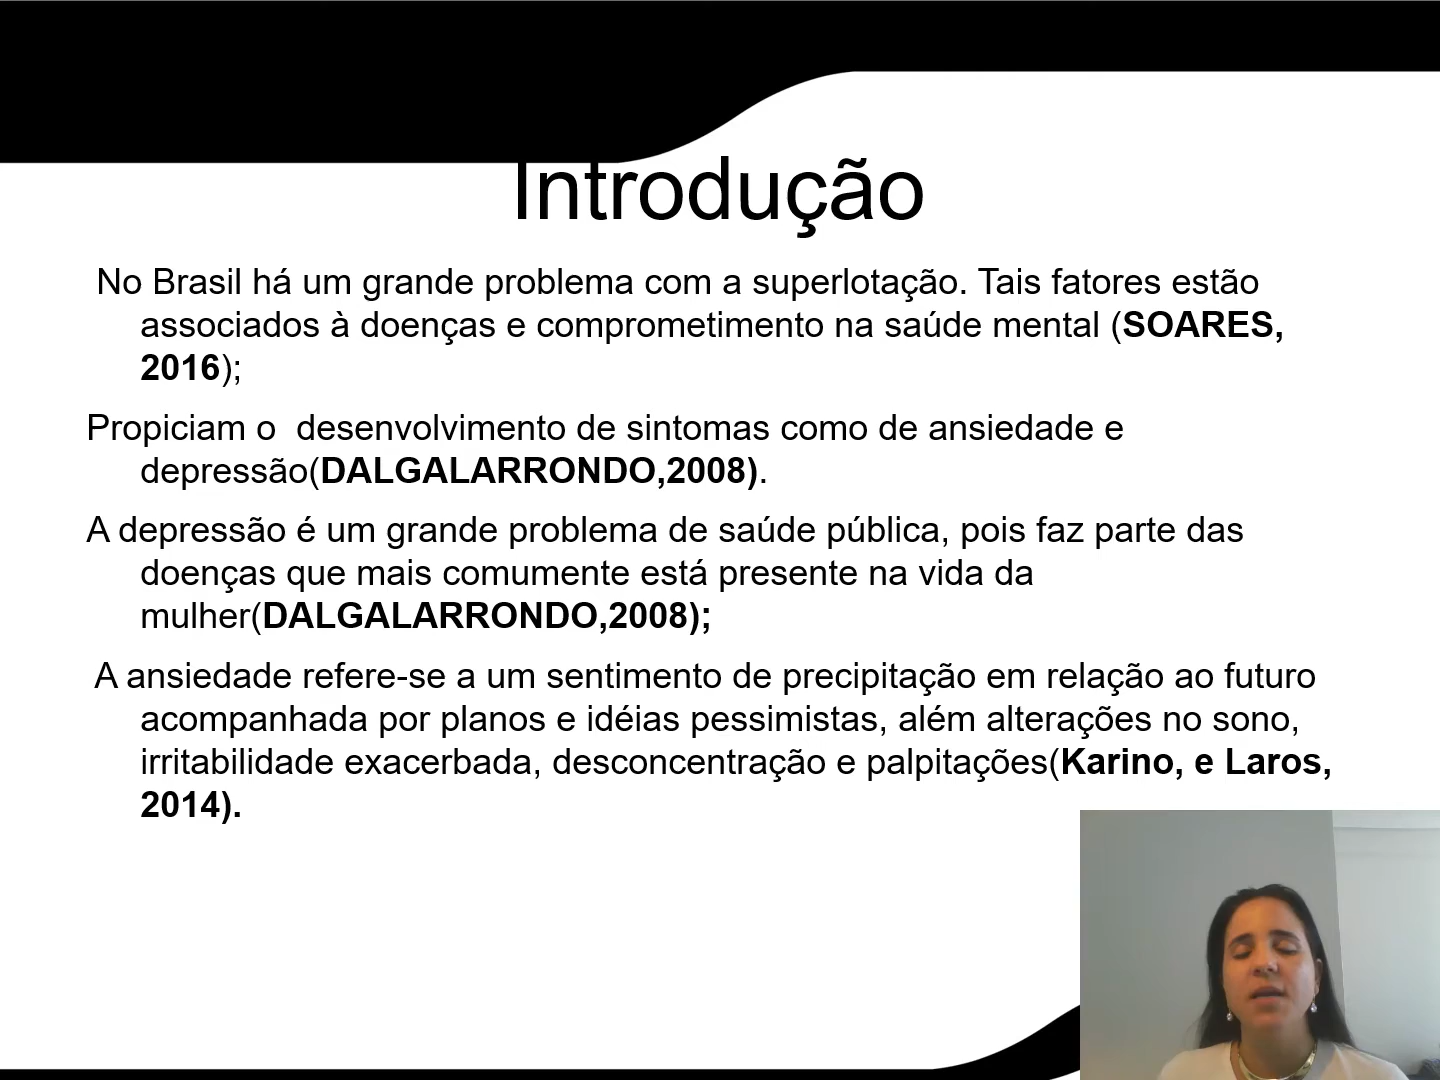 Introdução
No Brasil há um grande problema com a superlotação. Tais fatores estão
associados à doenças e comprometimento na saúde mental (SOARES,
2016);
Propiciam o  desenvolvimento de sintomas como de ansiedade e
depressão(DALGALARRONDO,2008).
A depressão é um grande problema de saúde pública, pois faz parte das
doenças que mais comumente está presente na vida da
mulher(DALGALARRONDO,2008);
A ansiedade refere-se a um sentimento de precipitação em relação ao futuro
acompanhada por planos e idéias pessimistas, além alterações no sono,
irritabilidade exacerbada, desconcentração e palpitações(Karino, e Laros,
2014).